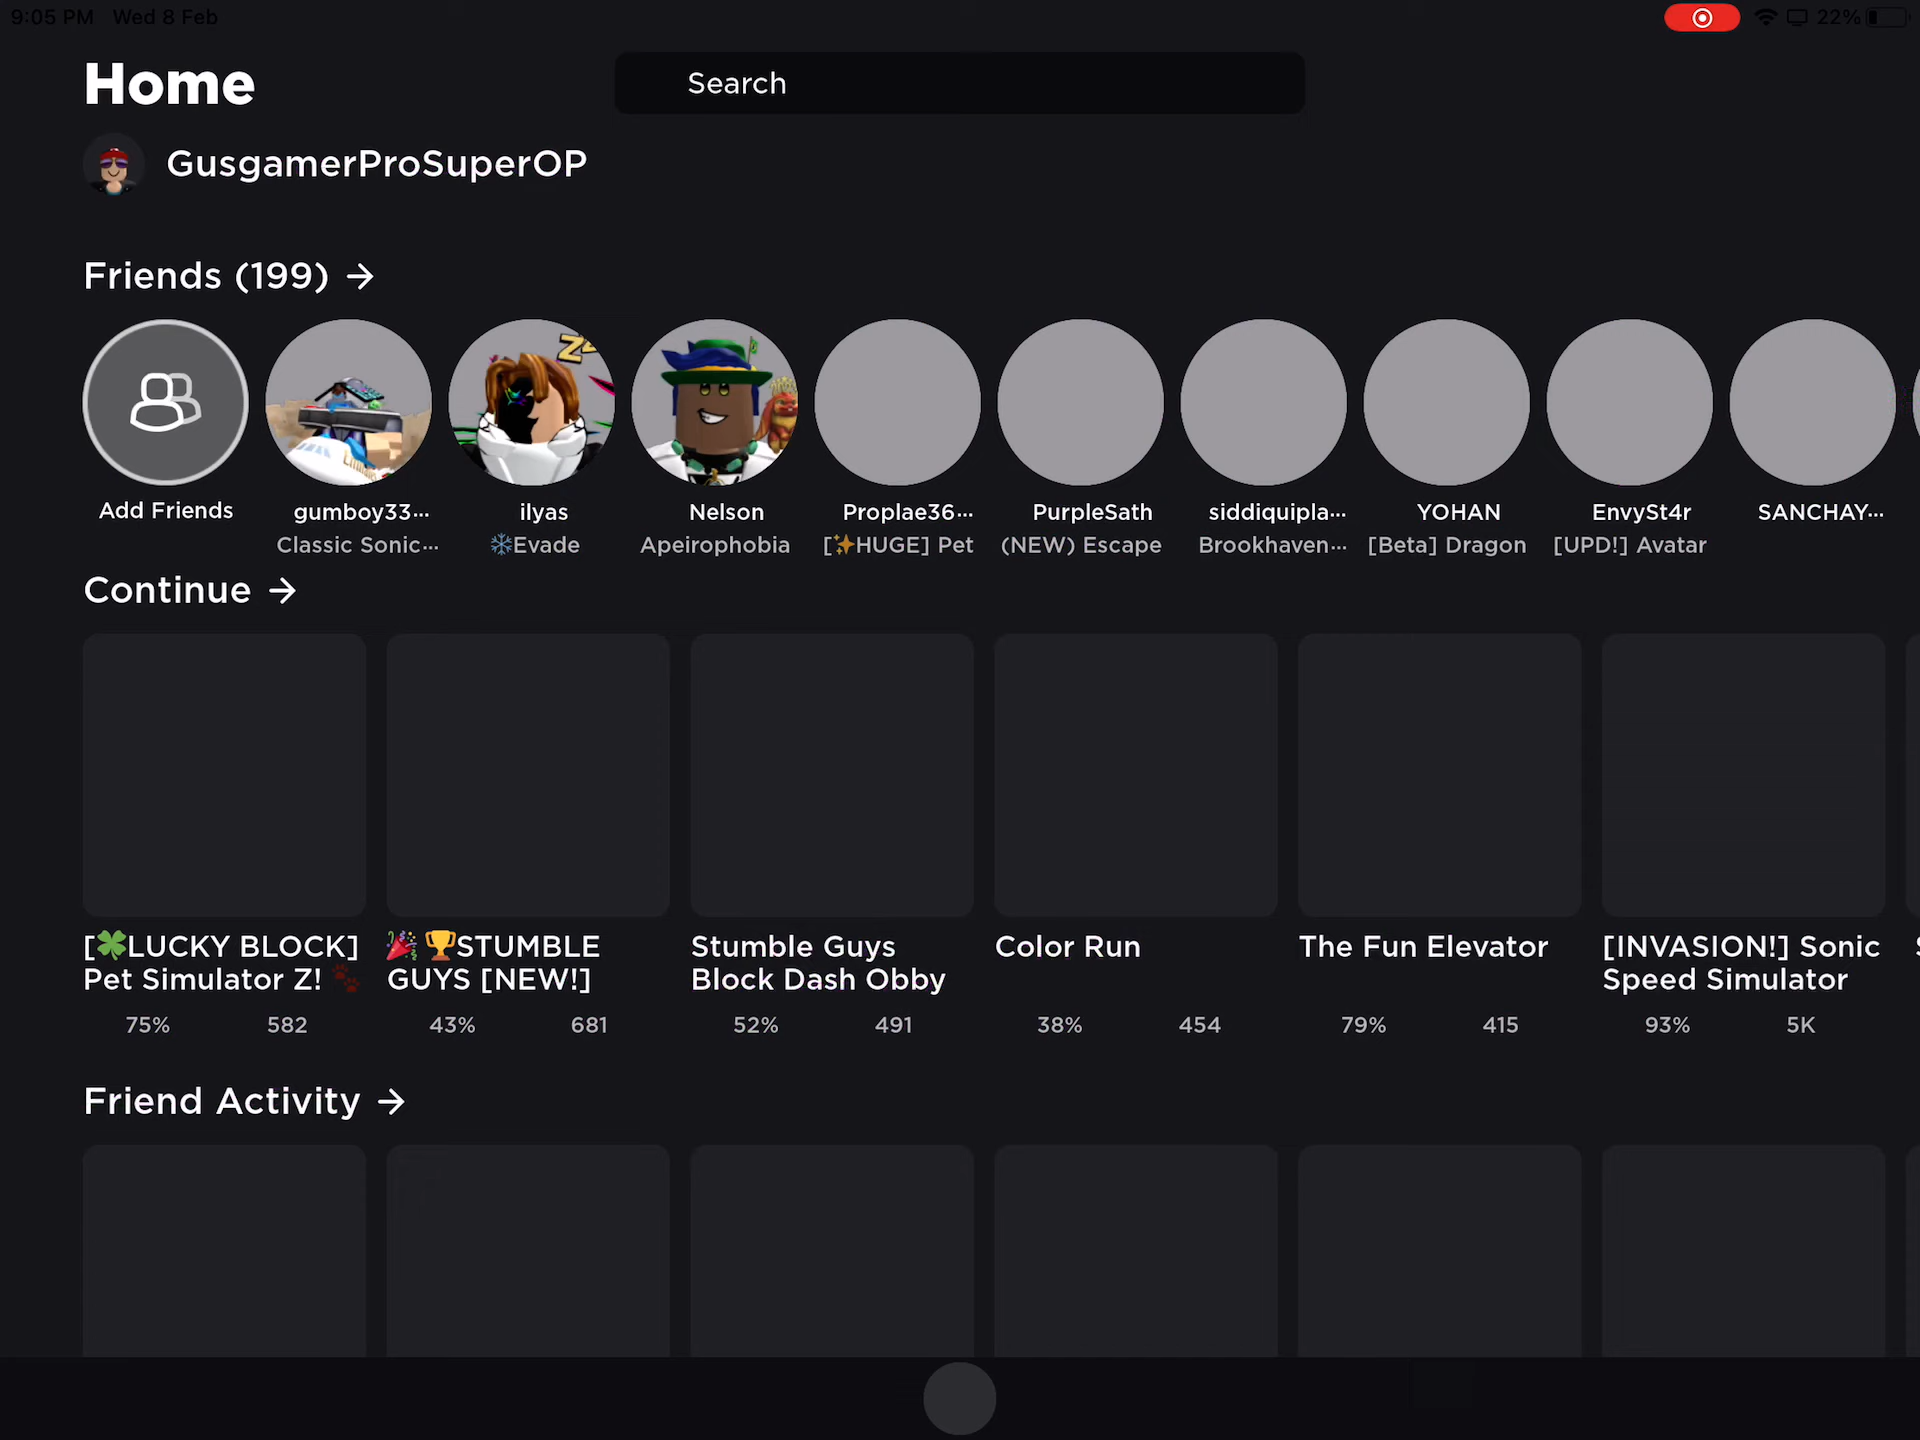 9:05 PM Wed 8 Feb
22%
Home
Search
GusgamerProSuperOP
Friends (199) →
Add Friends
gumboy33...
Classic Sonic...
ilyas
❄Evade
Nelson
Apeirophobia
Proplae36...
[✨HUGE] Pet
PurpleSath
(NEW) Escape
siddiquipla...
Brookhaven...
YOHAN
[Beta] Dragon
EnvySt4r
[UPD!] Avatar
SANCHAY...
Continue →
[🍀LUCKY BLOCK]
Pet Simulator Z! 🐾
75% 582
🎉🏆STUMBLE
GUYS [NEW!]
43% 681
Stumble Guys
Block Dash Obby
52% 491
Color Run
38% 454
The Fun Elevator
79% 415
[INVASION!] Sonic
Speed Simulator
93% 5K
Friend Activity →